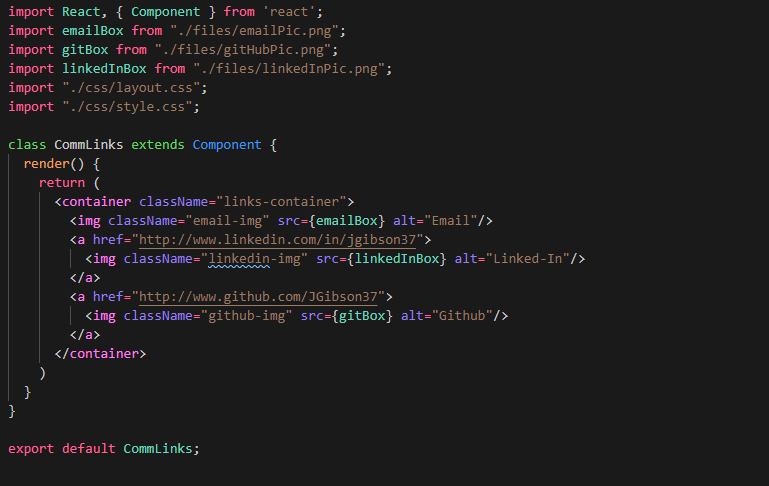 import React, { Component } from 'react';
import emailBox from "./files/emailPic.png";
import gitBox from "./files/gitHubPic.png";
import linkedInBox from "./files/linkedInPic.png";
import "./css/layout.css";
import "./css/style.css";

class CommLinks extends Component {
  render() {
    return (
      <container className="links-container">
        <img className="email-img" src={emailBox} alt="Email"/>
        <a href="http://www.linkedin.com/in/jgibson37">
          <img className="linkedin-img" src={linkedInBox} alt="Linked-In"/>
        </a>
        <a href="http://www.github.com/JGibson37">
          <img className="github-img" src={gitBox} alt="Github"/>
        </a>
      </container>
    )
  }
}

export default CommLinks;